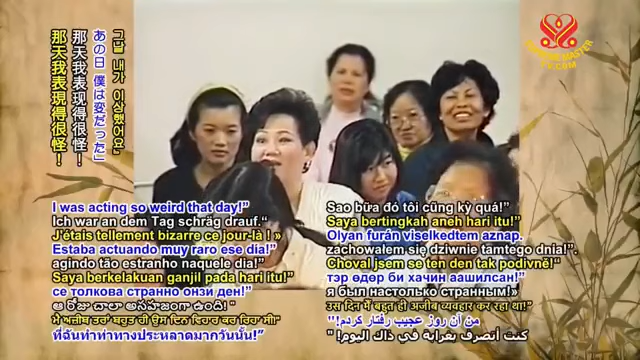 SUPREME MASTER
TV.COM
그날 내가 이상했어요"
あの日 僕は変だった」
那天我表现得很怪！
那天我表現得很怪！
I was acting so weird that day!”
Ich war an dem Tag schräg drauf.“
J'étais tellement bizarre ce jour-là ! »
Estaba actuando muy raro ese día!”
agindo tão estranho naquele dia!”
Saya berkelakuan ganjil pada hari itu!”
се толкова странно онзи ден!”
ఆ రోజు చాలా అసహజంగా ఉంది! "
ਮੈਂ ਅਜੀਬ ਤਰਾਂ ਬਰੁਤ ਹੀ ਉਸ ਦਿਨ ਵਿਹਾਰ ਕਰ ਰਿਹਾ ਸੀ!"
ที่ฉันทำท่าทางประหลาดมากวันนั้น!”
Sao bữa đó tôi cũng kỳ quá!”
Saya bertingkah aneh hari itu!”
Olyan furán viselkedtem aznap.
zachowałem się dziwnie tamtego dnia!”.
Choval jsem se ten den tak podivně!“
тэр өдөр би хачин аашилсан!”
я был настолько странным!»
उस दिन मैं बहुत ही अजीब व्यवहार कर रहा था!”
من آن روز عجیب رفتار کردم!"
كنت أتصرف بغرابة في ذاك اليوم! "